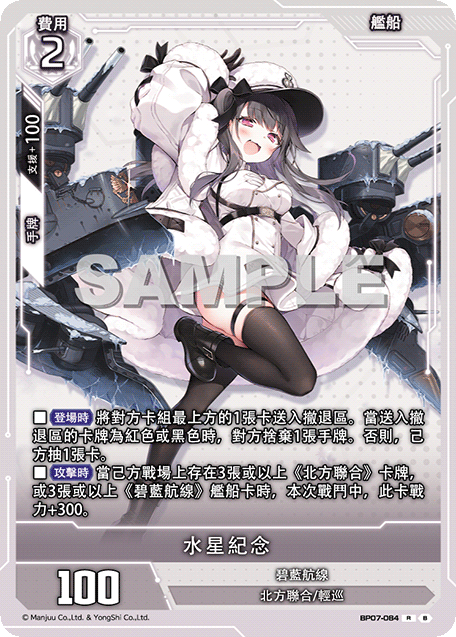 費用
2
艦船
支援+100
手牌
SAMPLE
■ 登場時 將對方卡組最上方的1張卡送入撤退區。當送入撤
退區的卡牌為紅色或黑色時，對方捨棄1張手牌。否則，己
方抽1張卡。
■ 攻擊時 當己方戰場上存在3張或以上《北方聯合》卡牌，
或3張或以上《碧藍航線》艦船卡時，本次戰鬥中，此卡戰
力+300。
水星紀念
100
碧藍航線
北方聯合/輕巡
© Manjuu Co.,Ltd. & YongShi Co.,Ltd.
BP07-084 R B